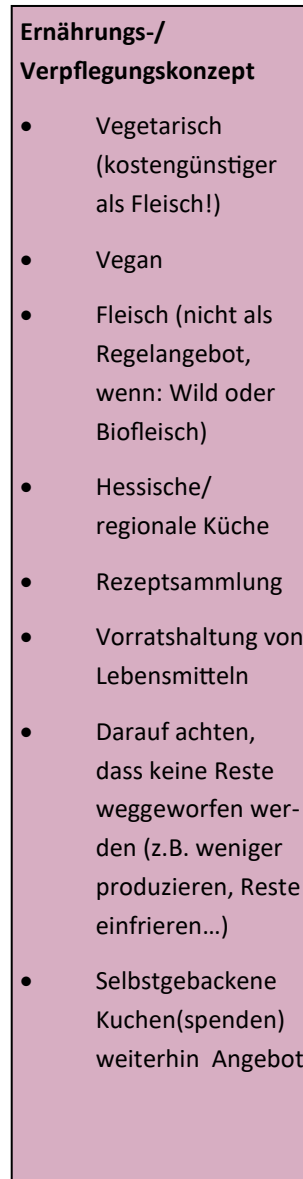 Ernährungs-/
Verpflegungskonzept
• Vegetarisch
(kostengünstiger
als Fleisch!)
• Vegan
• Fleisch (nicht als
Regelangebot,
wenn: Wild oder
Biofleisch)
• Hessische/
regionale Küche
• Rezeptsammlung
• Vorratshaltung von
Lebensmitteln
• Darauf achten,
dass keine Reste
weggeworfen wer-
den (z.B. weniger
produzieren, Reste
einfrieren...)
• Selbstgebackene
Kuchen(spenden)
weiterhin Angebot